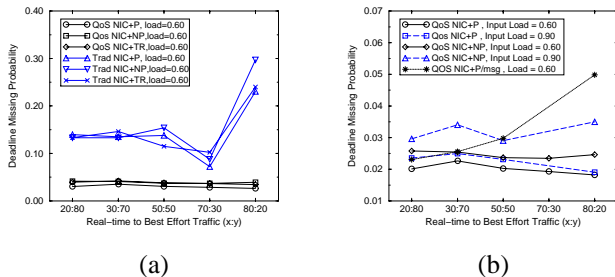 (a)
Deadline Missing Probability
0.40
0.30
0.20
0.10
0.00
QoS NIC+P, load=0.60
Qos NIC+NP, load=0.60
QoS NIC+TR, load=0.60
Trad NIC+P, load=0.60
Trad NIC+NP,load=0.60
Trad NIC+TR,load=0.60
20:80 30:70 50:50 70:30 80:20
Real-time to Best Effort Traffic (x:y)
(a)
(b)
Deadline Missing Probability
0.07
0.06
0.05
0.04
0.03
0.02
0.01
QoS NIC+P , Input Load = 0.60
Qos NIC+P , Input = 0.90
QoS NIC+NP, Input Load = 0.60
QoS NIC+NP, Input Load = 0.90
QOS NIC+P/msg , Load = 0.60
20:80 30:70 50:50 70:30 80:20
Real-time to Best Effort Traffic (x:y)
(b)